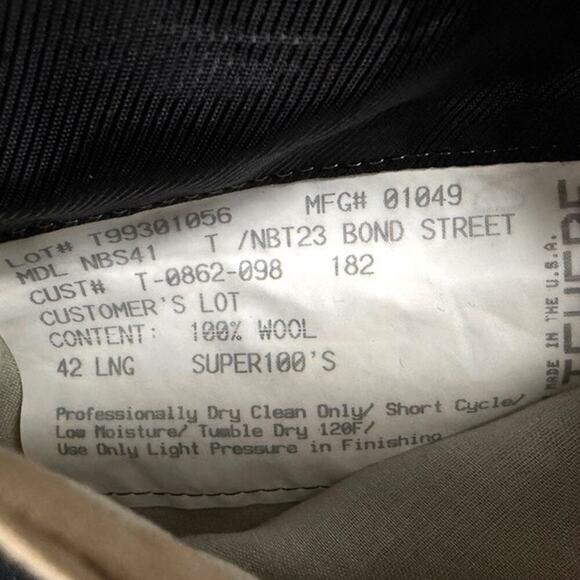 LOT# T99301056 MFG# 01049
MDL NBS41 T /NBT23 BOND STREET
CUST# T-0862-098 182
CUSTOMER'S LOT
CONTENT: 100% WOOL
42 LNG SUPER100'S
Professionally Dry Clean Only/ Short Cycle/
Low Moisture/ Tumble Dry 120F/
Use Only Light Pressure in Finishing
MADE IN THE U.S.A.